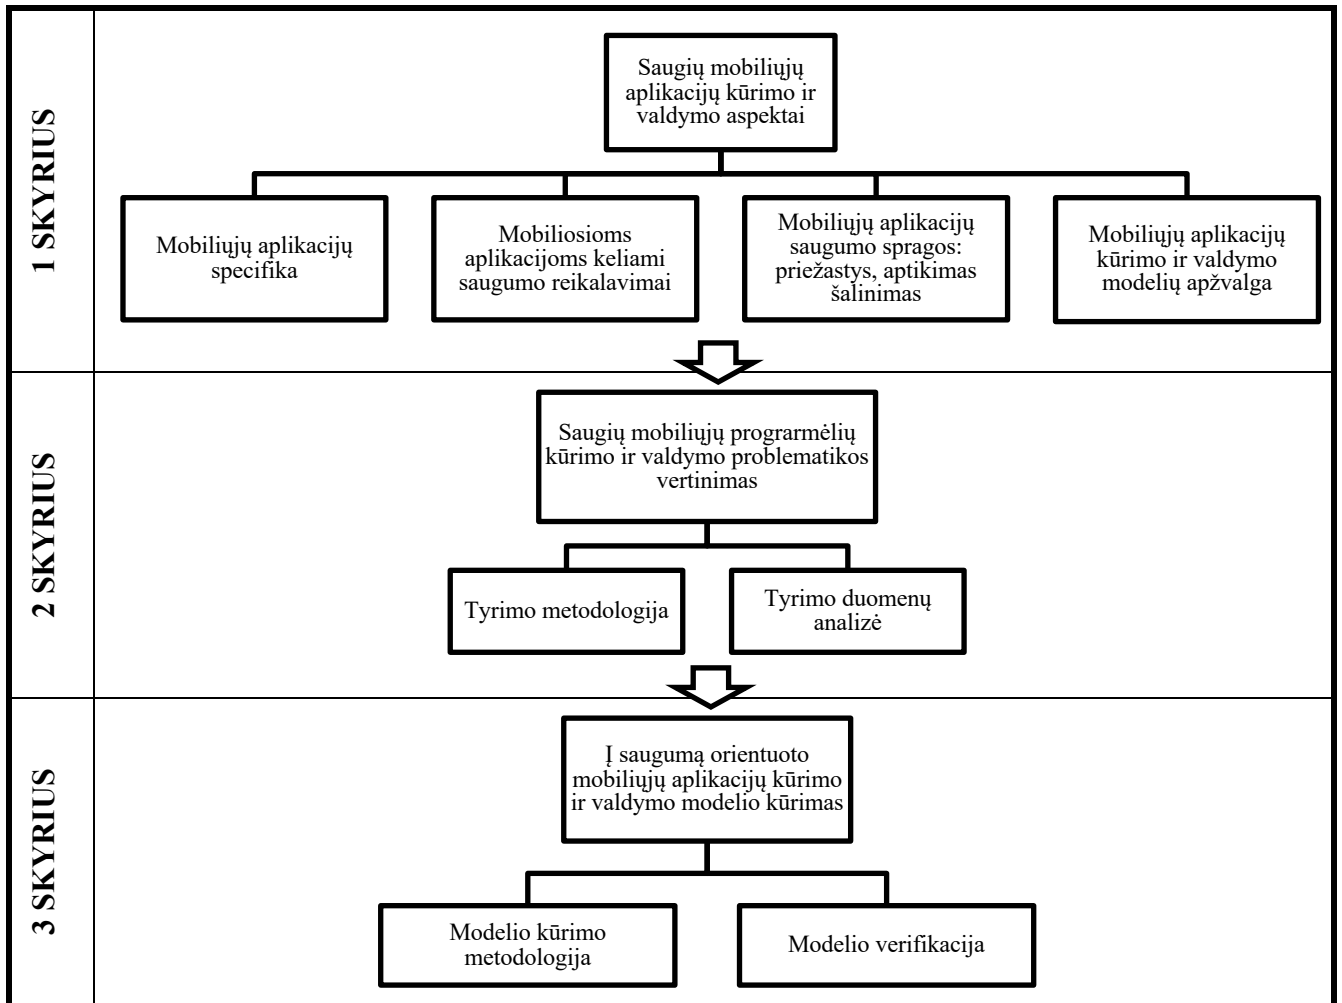 1 SKYRIUS
Saugių mobiliųjų
aplikacijų kūrimo ir
valdymo aspektai
Mobiliųjų aplikacijų
specifika
Mobiliosioms
aplikacijoms keliami
saugumo reikalavimai
Mobiliųjų aplikacijų
saugumo spragos:
priežastys, aptikimas
šalinimas
Mobiliųjų aplikacijų
kūrimo ir valdymo
modelių apžvalga
2 SKYRIUS
Saugių mobiliųjų prograrmėlių
kūrimo ir valdymo problematikos
vertinimas
Tyrimo metodologija
Tyrimo duomenų
analizė
3 SKYRIUS
Į saugumą orientuoto
mobiliųjų aplikacijų kūrimo
ir valdymo modelio kūrimas
Modelio kūrimo
metodologija
Modelio verifikacija